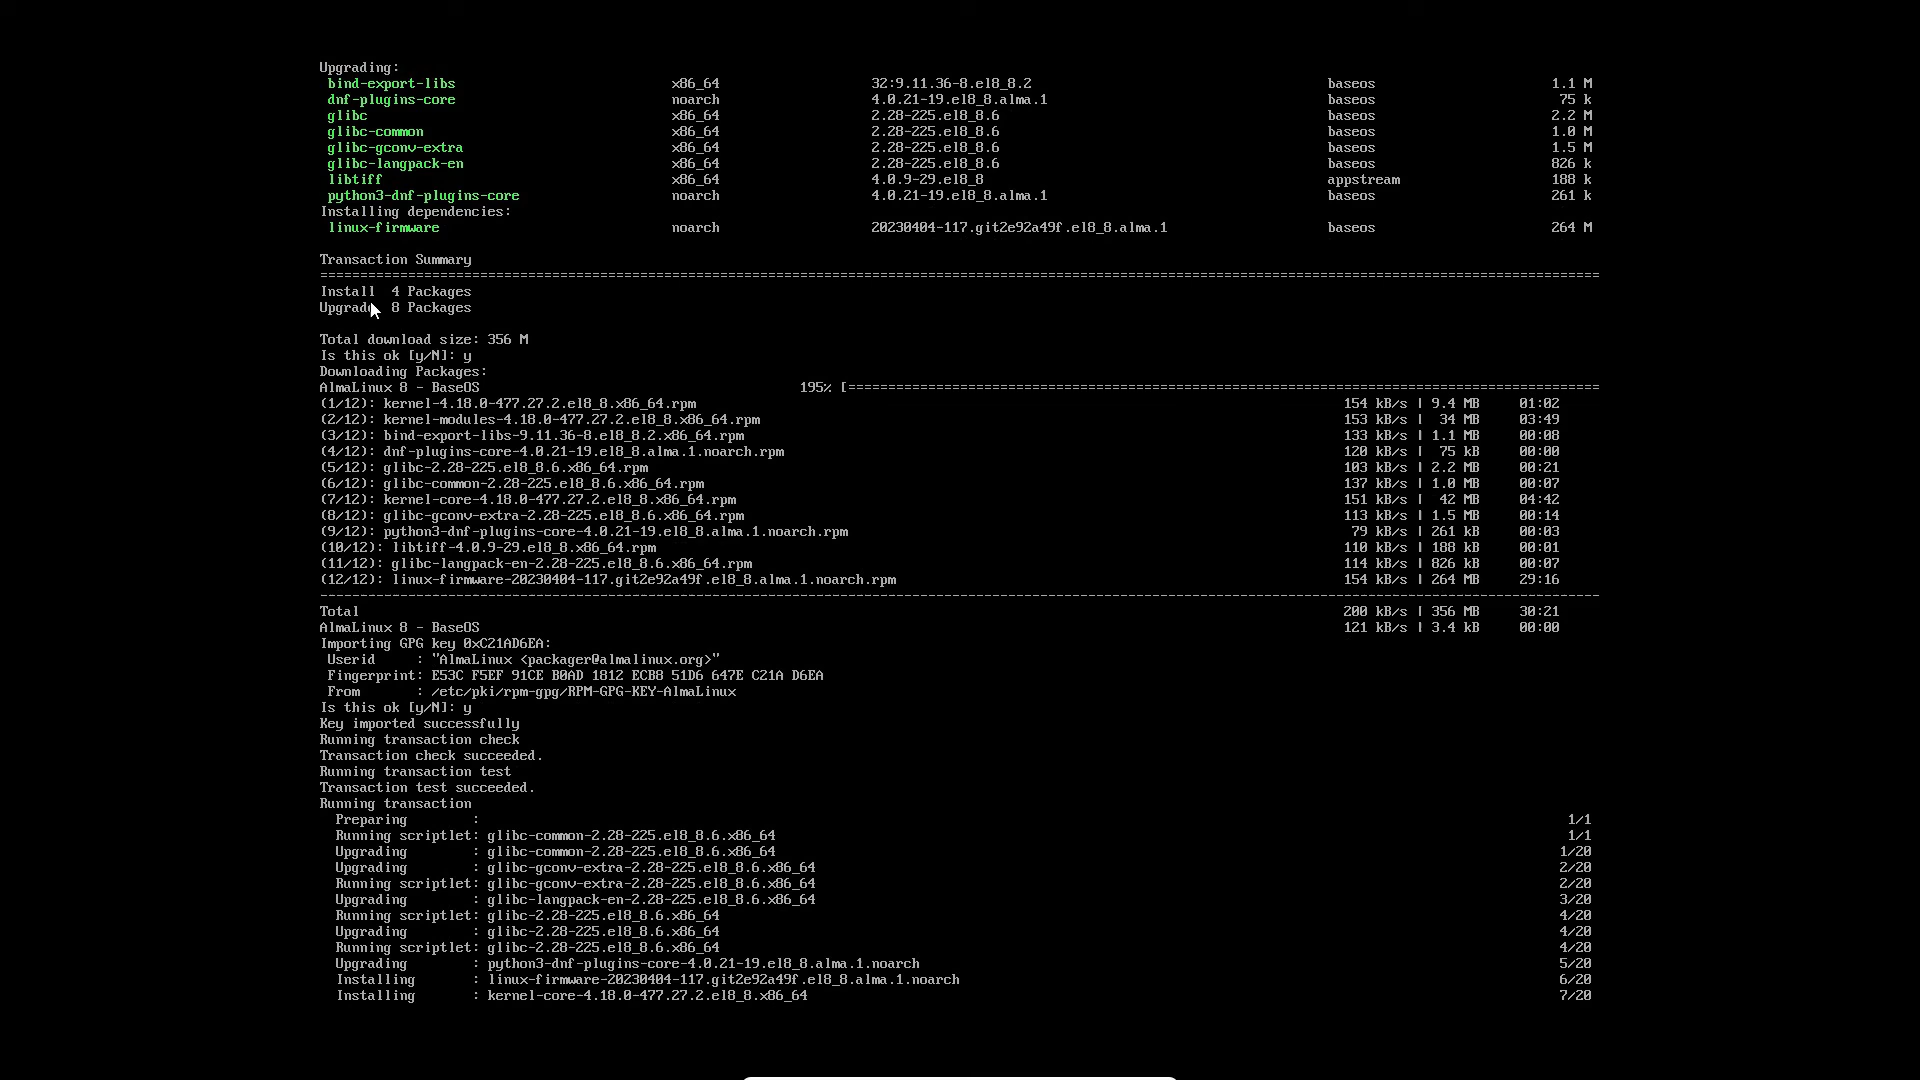 Upgrading:
bind-export-libs x86_64 32:9.11.36-8.el8_8.2 baseos 1.1 M
dnf-plugins-core noarch 4.0.21-19.el8_8.alma.1 baseos 75 k
glibc x86_64 2.28-225.el8_8.6 baseos 2.2 M
glibc-common x86_64 2.28-225.el8_8.6 baseos 1.0 M
glibc-gconv-extra x86_64 2.28-225.el8_8.6 baseos 1.5 M
glibc-langpack-en x86_64 2.28-225.el8_8.6 baseos 826 k
libtiff x86_64 4.0.9-29.el8_8 appstream 188 k
python3-dnf-plugins-core noarch 4.0.21-19.el8_8.alma.1 baseos 261 k
Installing dependencies:
linux-firmware noarch 20230404-117.git2e92a49f.el8_8.alma.1 baseos 264 M
Transaction Summary
================================================================================================================================================================
Install 4 Packages
Upgrade 8 Packages
Total download size: 356 M
Is this ok [y/N]: y
Downloading Packages:
AlmaLinux 8 - BaseOS 195% [==============================================================================================
(1/12): kernel-4.18.0-477.27.2.el8_8.x86_64.rpm 154 kB/s | 9.4 MB 01:02
(2/12): kernel-modules-4.18.0-477.27.2.el8_8.x86_64.rpm 153 kB/s | 34 MB 03:49
(3/12): bind-export-libs-9.11.36-8.el8_8.2.x86_64.rpm 133 kB/s | 1.1 MB 00:08
(4/12): dnf-plugins-core-4.0.21-19.el8_8.alma.1.noarch.rpm 120 kB/s | 75 kB 00:00
(5/12): glibc-2.28-225.el8_8.6.x86_64.rpm 103 kB/s | 2.2 MB 00:21
(6/12): glibc-common-2.28-225.el8_8.6.x86_64.rpm 137 kB/s | 1.0 MB 00:07
(7/12): kernel-core-4.18.0-477.27.2.el8_8.x86_64.rpm 151 kB/s | 42 MB 04:42
(8/12): glibc-gconv-extra-2.28-225.el8_8.6.x86_64.rpm 113 kB/s | 1.5 MB 00:14
(9/12): python3-dnf-plugins-core-4.0.21-19.el8_8.alma.1.noarch.rpm 79 kB/s | 261 kB 00:03
(10/12): libtiff-4.0.9-29.el8_8.x86_64.rpm 110 kB/s | 188 kB 00:01
(11/12): glibc-langpack-en-2.28-225.el8_8.6.x86_64.rpm 114 kB/s | 826 kB 00:07
(12/12): linux-firmware-20230404-117.git2e92a49f.el8_8.alma.1.noarch.rpm 154 kB/s | 264 MB 29:16
----------------------------------------------------------------------------------------------------------------------------------------------------------------
Total 200 kB/s | 356 MB 30:21
AlmaLinux 8 - BaseOS 121 kB/s | 3.4 kB 00:00
Importing GPG key 0xC21AD6EA:
Userid : "AlmaLinux <packager@almalinux.org>"
Fingerprint: E53C F5EF 91CE B0AD 1812 ECB8 51D6 647E C21A D6EA
From : /etc/pki/rpm-gpg/RPM-GPG-KEY-AlmaLinux
Is this ok [y/N]: y
Key imported successfully
Running transaction check
Transaction check succeeded.
Running transaction test
Transaction test succeeded.
Running transaction
Preparing : 1/1
Running scriptlet: glibc-common-2.28-225.el8_8.6.x86_64 1/1
Upgrading : glibc-common-2.28-225.el8_8.6.x86_64 1/20
Upgrading : glibc-gconv-extra-2.28-225.el8_8.6.x86_64 2/20
Running scriptlet: glibc-gconv-extra-2.28-225.el8_8.6.x86_64 2/20
Upgrading : glibc-langpack-en-2.28-225.el8_8.6.x86_64 3/20
Running scriptlet: glibc-2.28-225.el8_8.6.x86_64 4/20
Upgrading : glibc-2.28-225.el8_8.6.x86_64 4/20
Running scriptlet: glibc-2.28-225.el8_8.6.x86_64 4/20
Upgrading : python3-dnf-plugins-core-4.0.21-19.el8_8.alma.1.noarch 5/20
Installing : linux-firmware-20230404-117.git2e92a49f.el8_8.alma.1.noarch 6/20
Installing : kernel-core-4.18.0-477.27.2.el8_8.x86_64 7/20